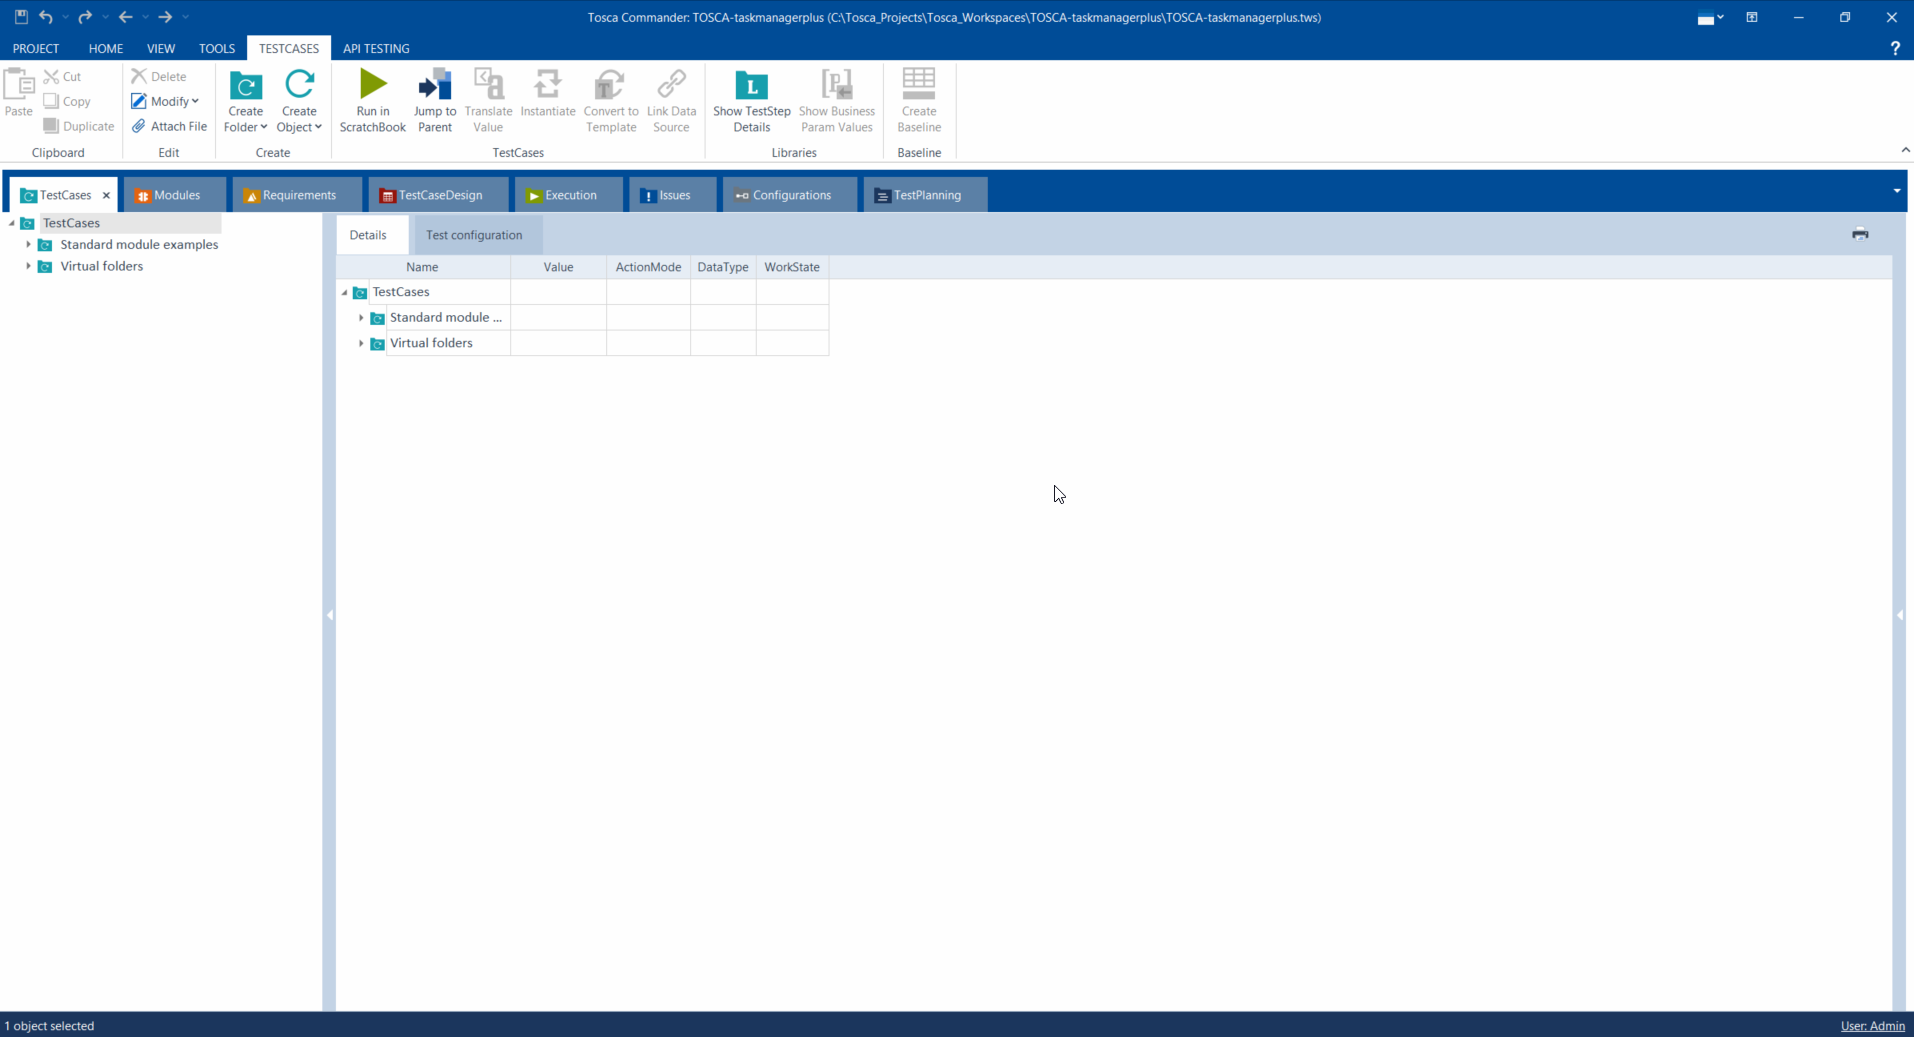 Tosca Commander: TOSCA-taskmanagerplus (C:\Tosca_Projects\Tosca_Workspaces\TOSCA-taskmanagerplus\TOSCA-taskmanagerplus.tws)
PROJECT HOME VIEW TOOLS TESTCASES API TESTING ?
Paste
Cut
Copy
Duplicate
Clipboard
Delete
Modify
Attach File
Edit
Create Folder
Create Object
Create
Run in ScratchBook
Jump to Parent
Translate Value
Instantiate
Convert to Template
Link Data Source
TestCases
Show TestStep Details
Show Business Param Values
Libraries
Create Baseline
Baseline
TestCases Modules Requirements TestCaseDesign Execution Issues Configurations TestPlanning
TestCases
Standard module examples
Virtual folders
Details Test configuration
Name Value ActionMode DataType WorkState
TestCases
Standard module ...
Virtual folders
1 object selected
User: Admin